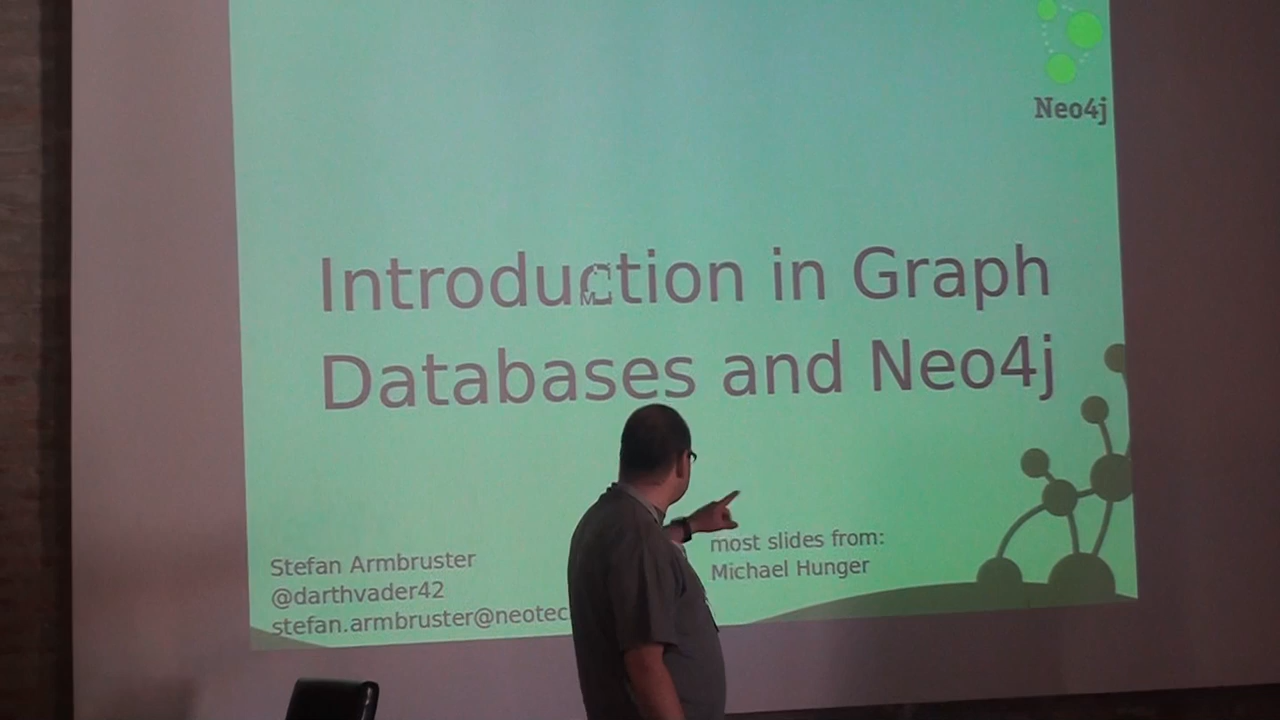 Neo4j
Introduction in Graph
Databases and Neo4j
Stefan Armbruster
@darthvader42
stefan.armbruster@neotec
most slides from:
Michael Hunger